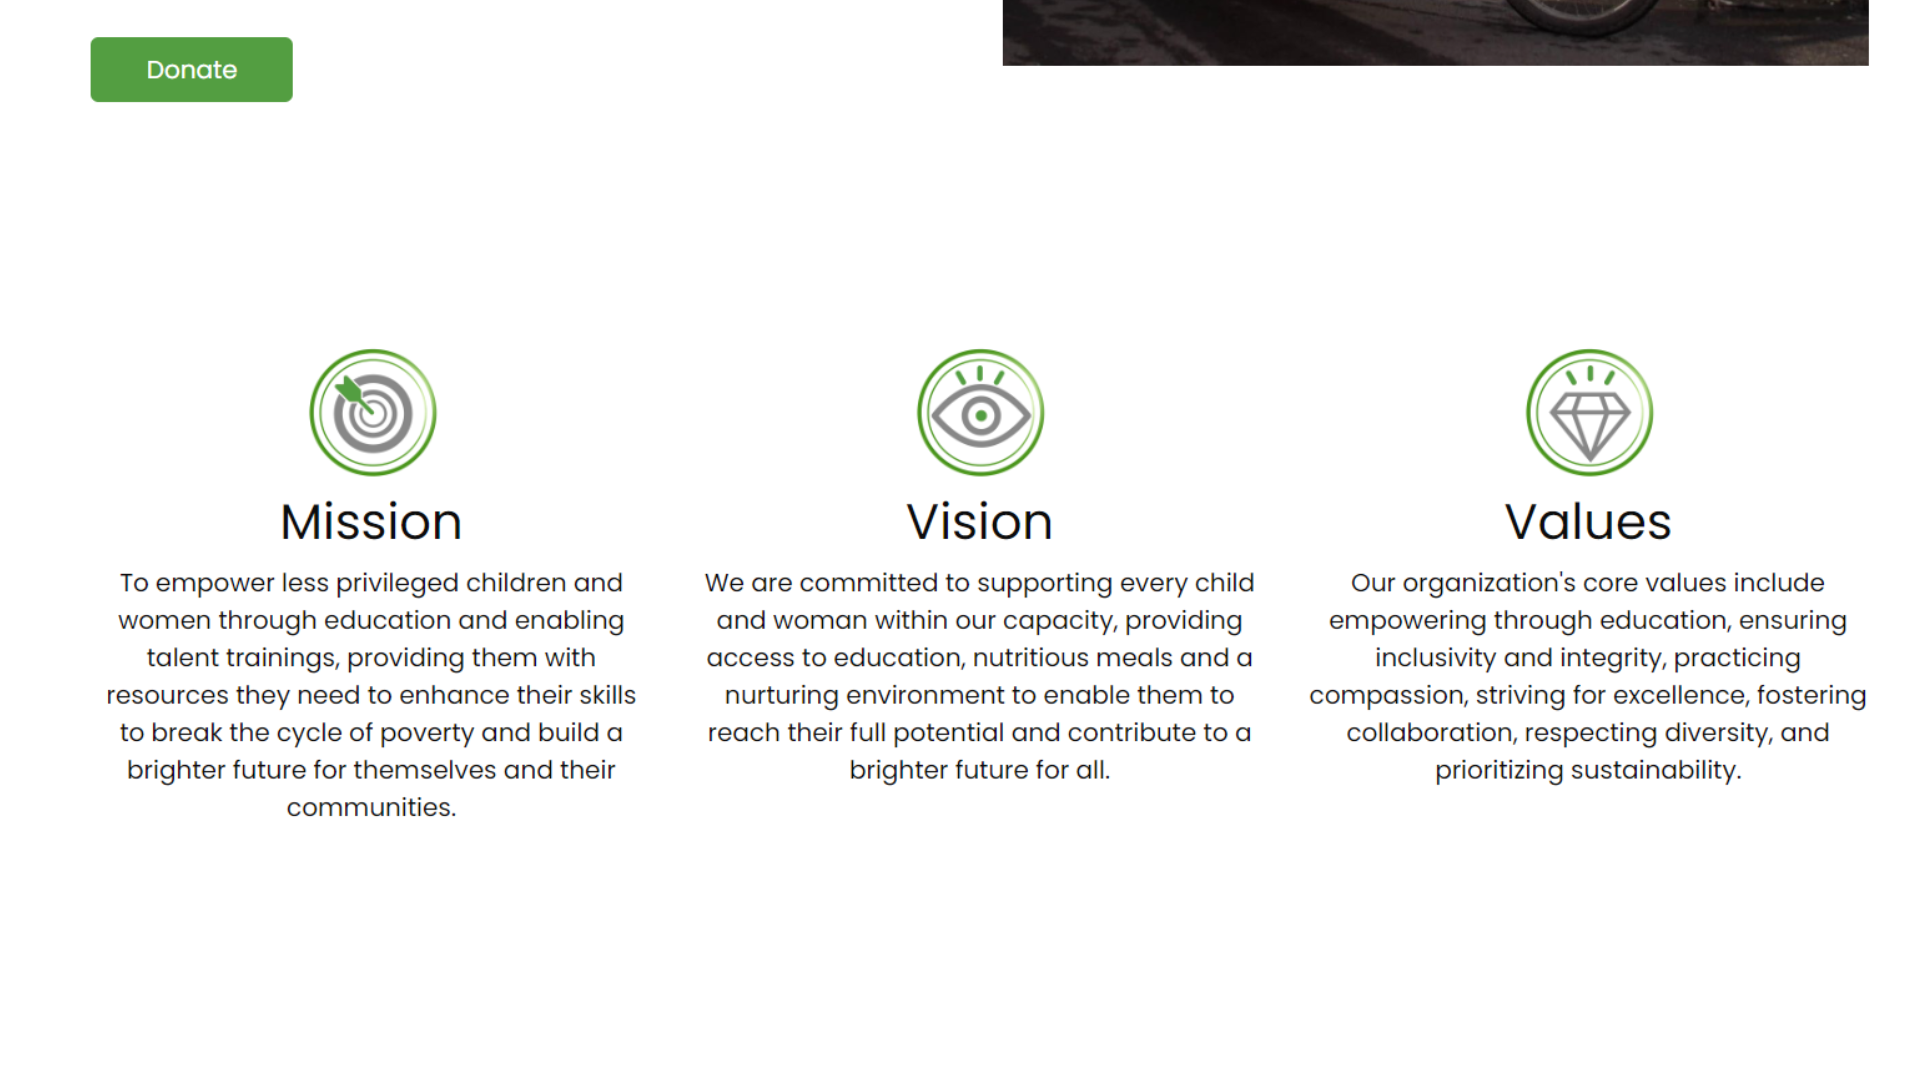 Donate
Mission
To empower less privileged children and
women through education and enabling
talent trainings, providing them with
resources they need to enhance their skills
to break the cycle of poverty and build a
brighter future for themselves and their
communities.
Vision
We are committed to supporting every child
and woman within our capacity, providing
access to education, nutritious meals and a
nurturing environment to enable them to
reach their full potential and contribute to a
brighter future for all.
Values
Our organization's core values include
empowering through education, ensuring
inclusivity and integrity, practicing
compassion, striving for excellence, fostering
collaboration, respecting diversity, and
prioritizing sustainability.